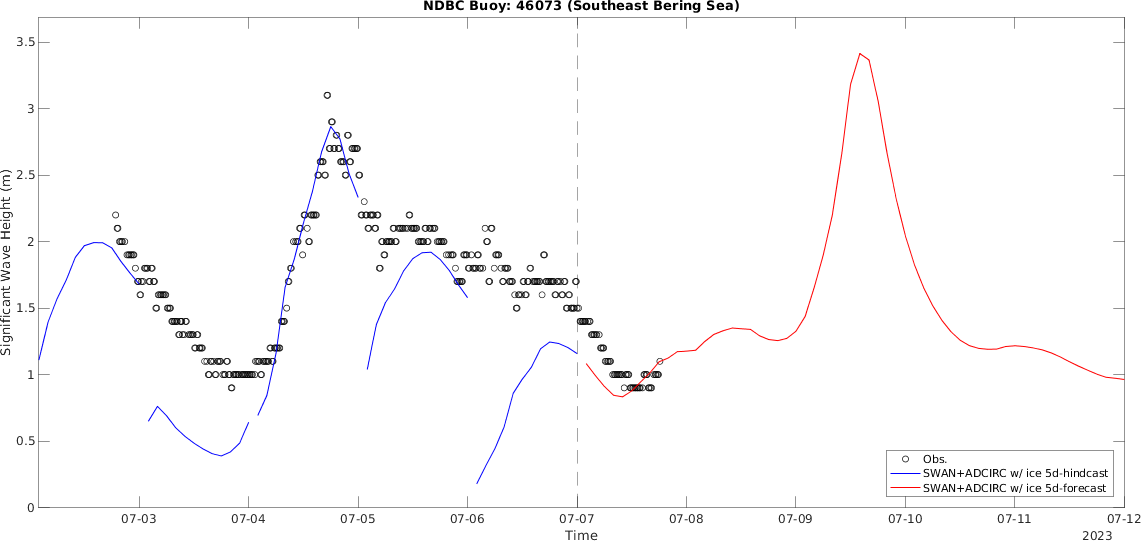 NDBC Buoy: 46073 (Southeast Bering Sea)
Significant Wave Height (m)
3.5
3
2.5
2
1.5
1
0.5
0
Obs.
SWAN+ADCIRC w/ ice 5d-hindcast
SWAN+ADCIRC w/ ice 5d-forecast
07-03 07-04 07-05 07-06 07-07 07-08 07-09 07-10 07-11 07-12
Time
2023